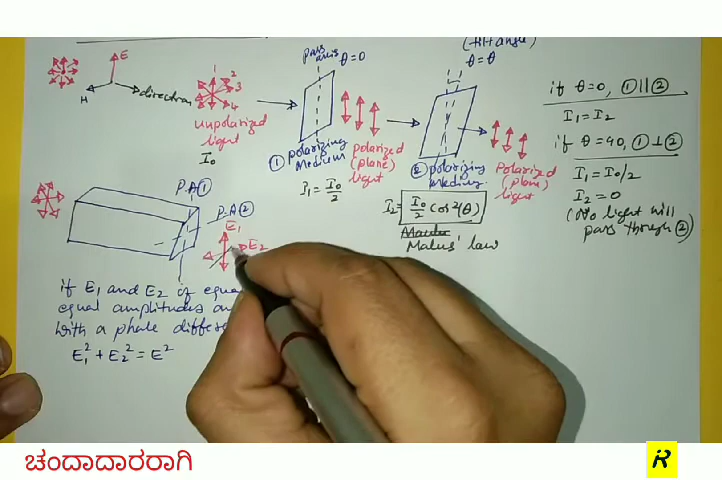 (tilt angle)
pass axis θ=0
θ=θ
E
H
direction
1
2
3
4
unpolarized light
I₀
① polarizing Medium
I₁ = I₀/2
polarized (plane) light
② polarizing Medium
I₂ = I₀/2 cos²(θ)
Malus' law
Polarized (plane) light
if θ=0, ① || ②
I₁ = I₂
if θ=90, ① ⊥ ②
I₁ = I₀/2
I₂ = 0
(No light will pass through ②)
P.A ①
P.A ②
E₁
E₂
if E₁ and E₂ of
equal amplitudes
with a phase
E₁² + E₂² = E²
ಚಂದಾದಾರರಾಗಿ
R